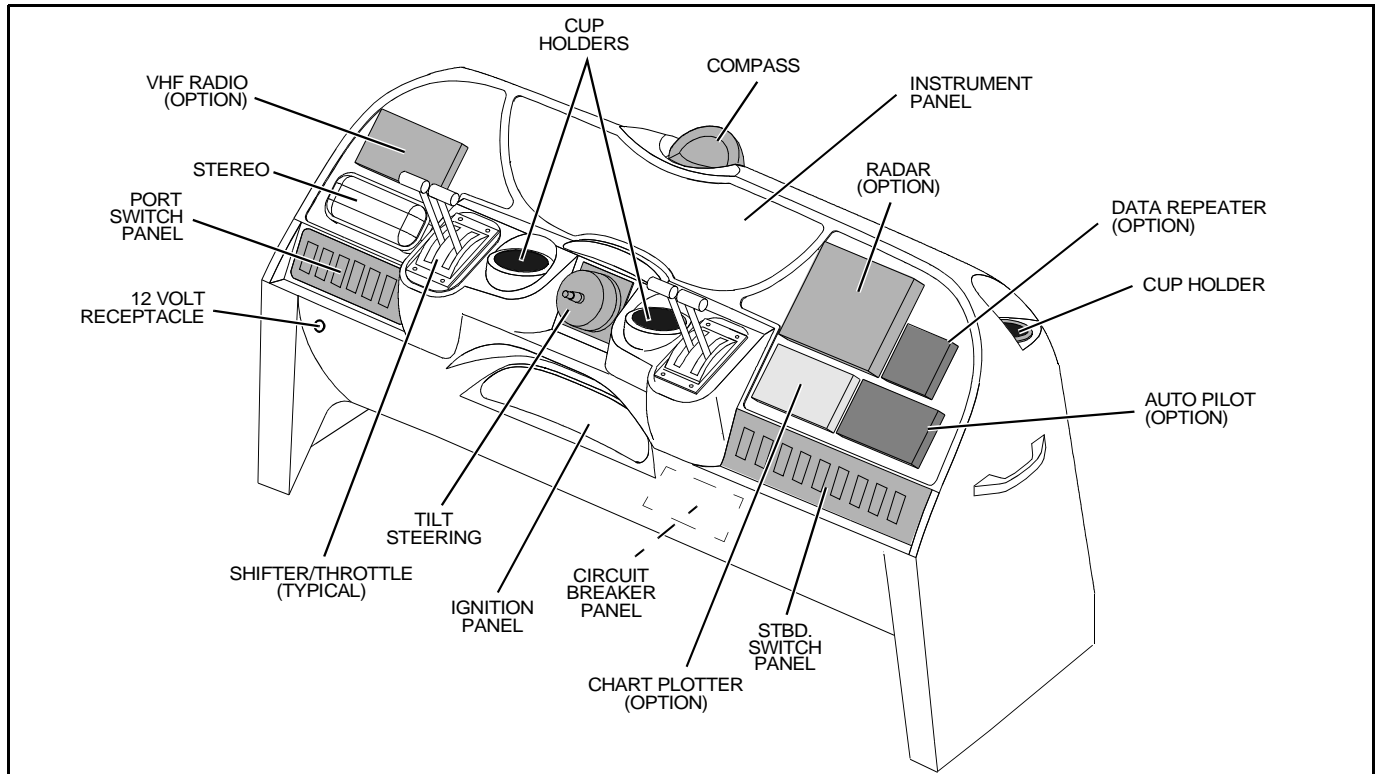 CUP
HOLDERS
COMPASS
VHF RADIO
(OPTION)
INSTRUMENT
PANEL
STEREO
RADAR
(OPTION)
PORT
SWITCH
PANEL
DATA REPEATER
(OPTION)
12 VOLT
RECEPTACLE
CUP HOLDER
AUTO PILOT
(OPTION)
TILT
STEERING
SHIFTER/THROTTLE
(TYPICAL)
IGNITION
PANEL
CIRCUIT
BREAKER
PANEL
STBD.
SWITCH
PANEL
CHART PLOTTER
(OPTION)